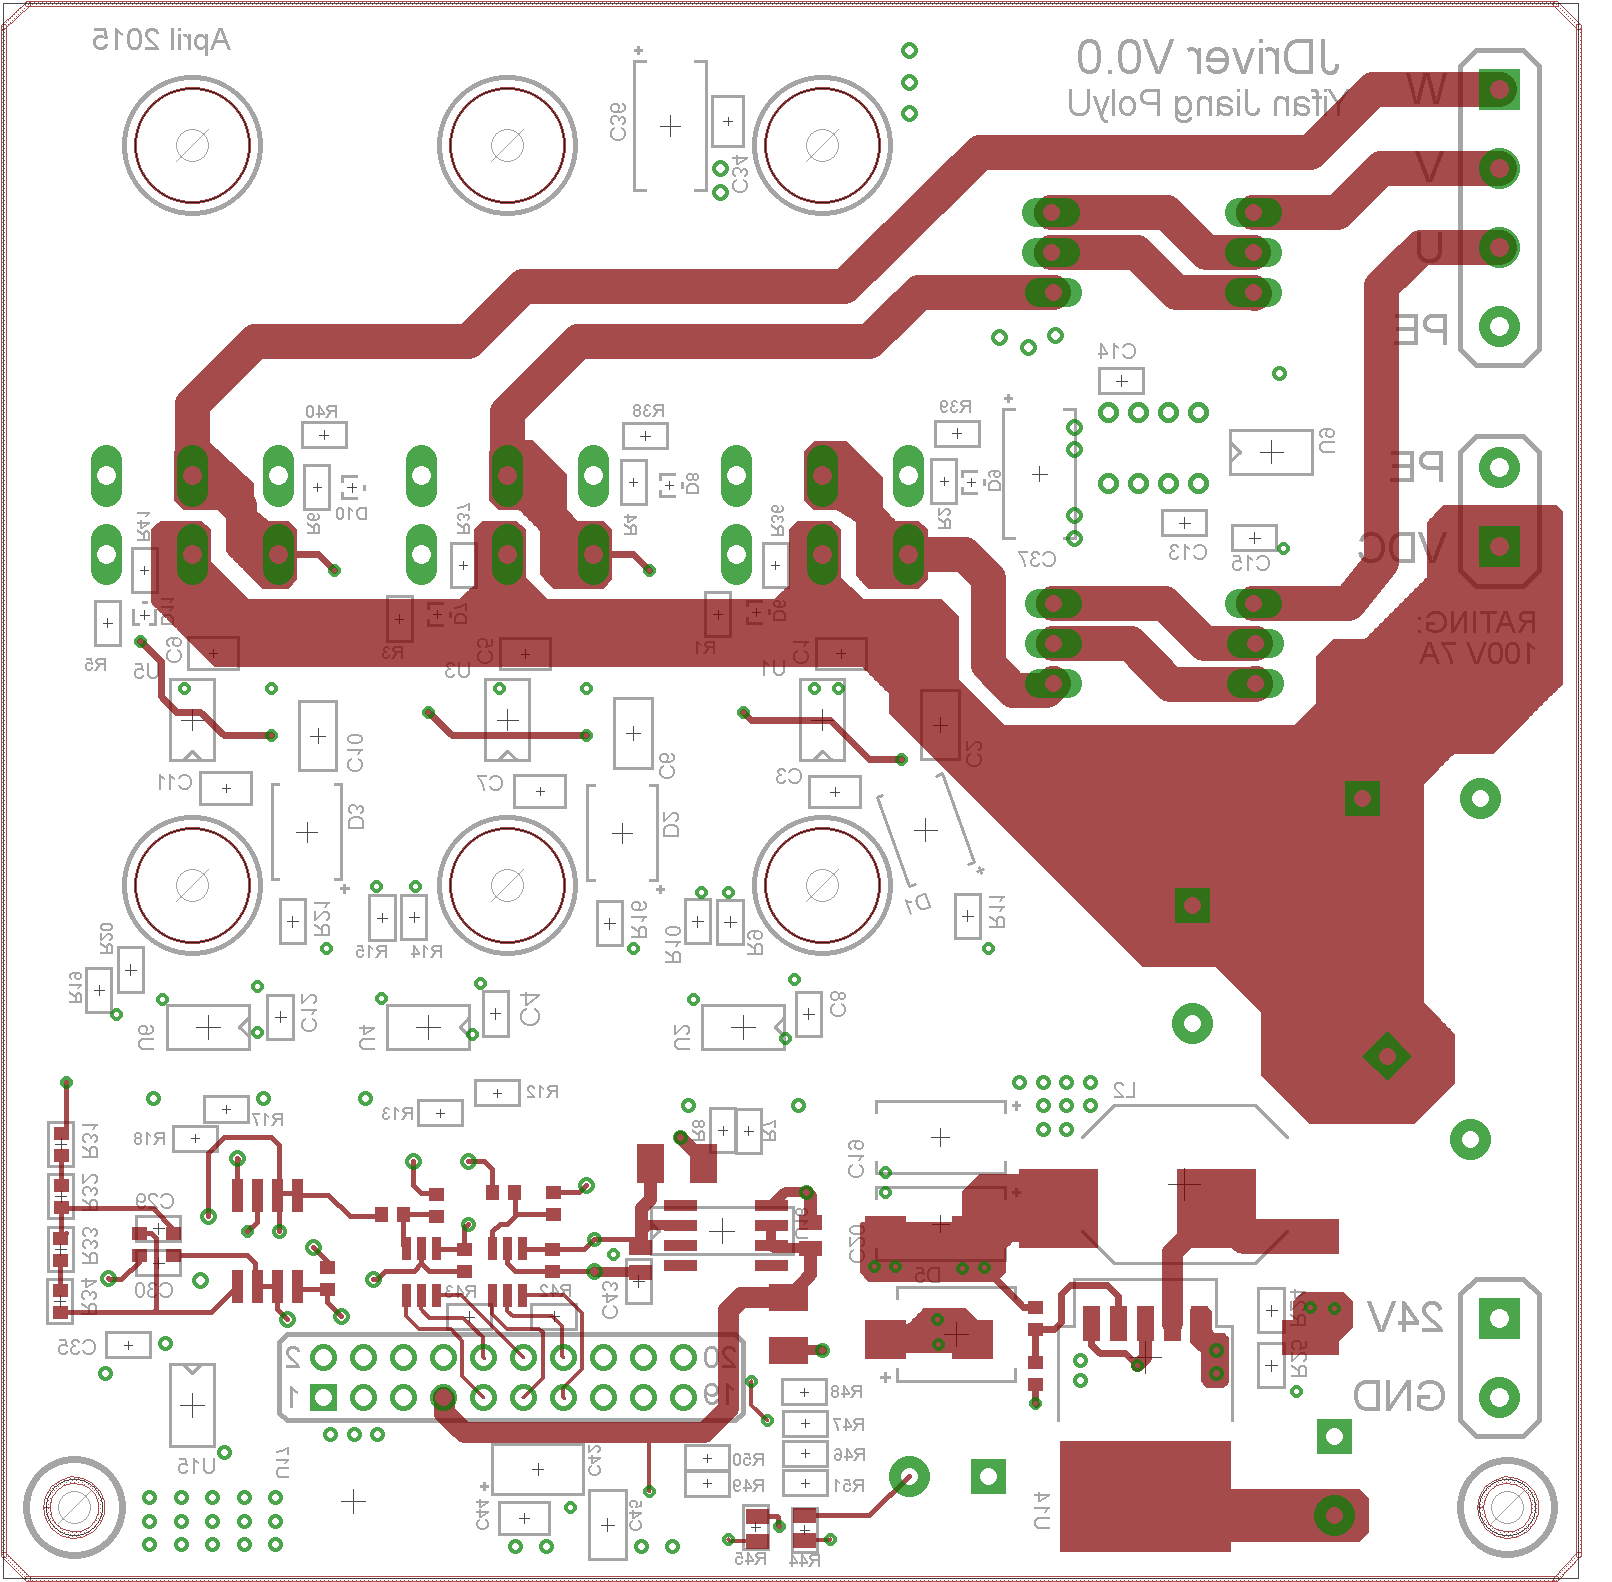 April 2015
JDriver V0.0
Yifan Jiang PolyU
C36
C34
W
V
U
PE
C14
R40
R38
R39
U9
PE
R41
R6
D10
R37
R4
D8
R36
R2
D9
C37
C13
C15
VDC
D11
R5
U5
C9
R3
D7
U3
C5
R1
D6
U1
C1
RATING:
100V 7A
C10
C6
C2
C11
C7
C3
D3
D2
D1
R20
R19
R21
R15
R14
R16
R10
R9
R11
U6
C12
U4
C4
U2
C8
L2
R31
R18
R17
R13
R12
R8
R7
C19
R32
C29
R33
C30
R34
C35
R43
R42
C43
U16
C20
D5
R24
R25
24V
GND
2
20
1
19
U15
U17
C42
C44
C45
R48
R47
R46
R51
R50
R49
R45
R44
U14